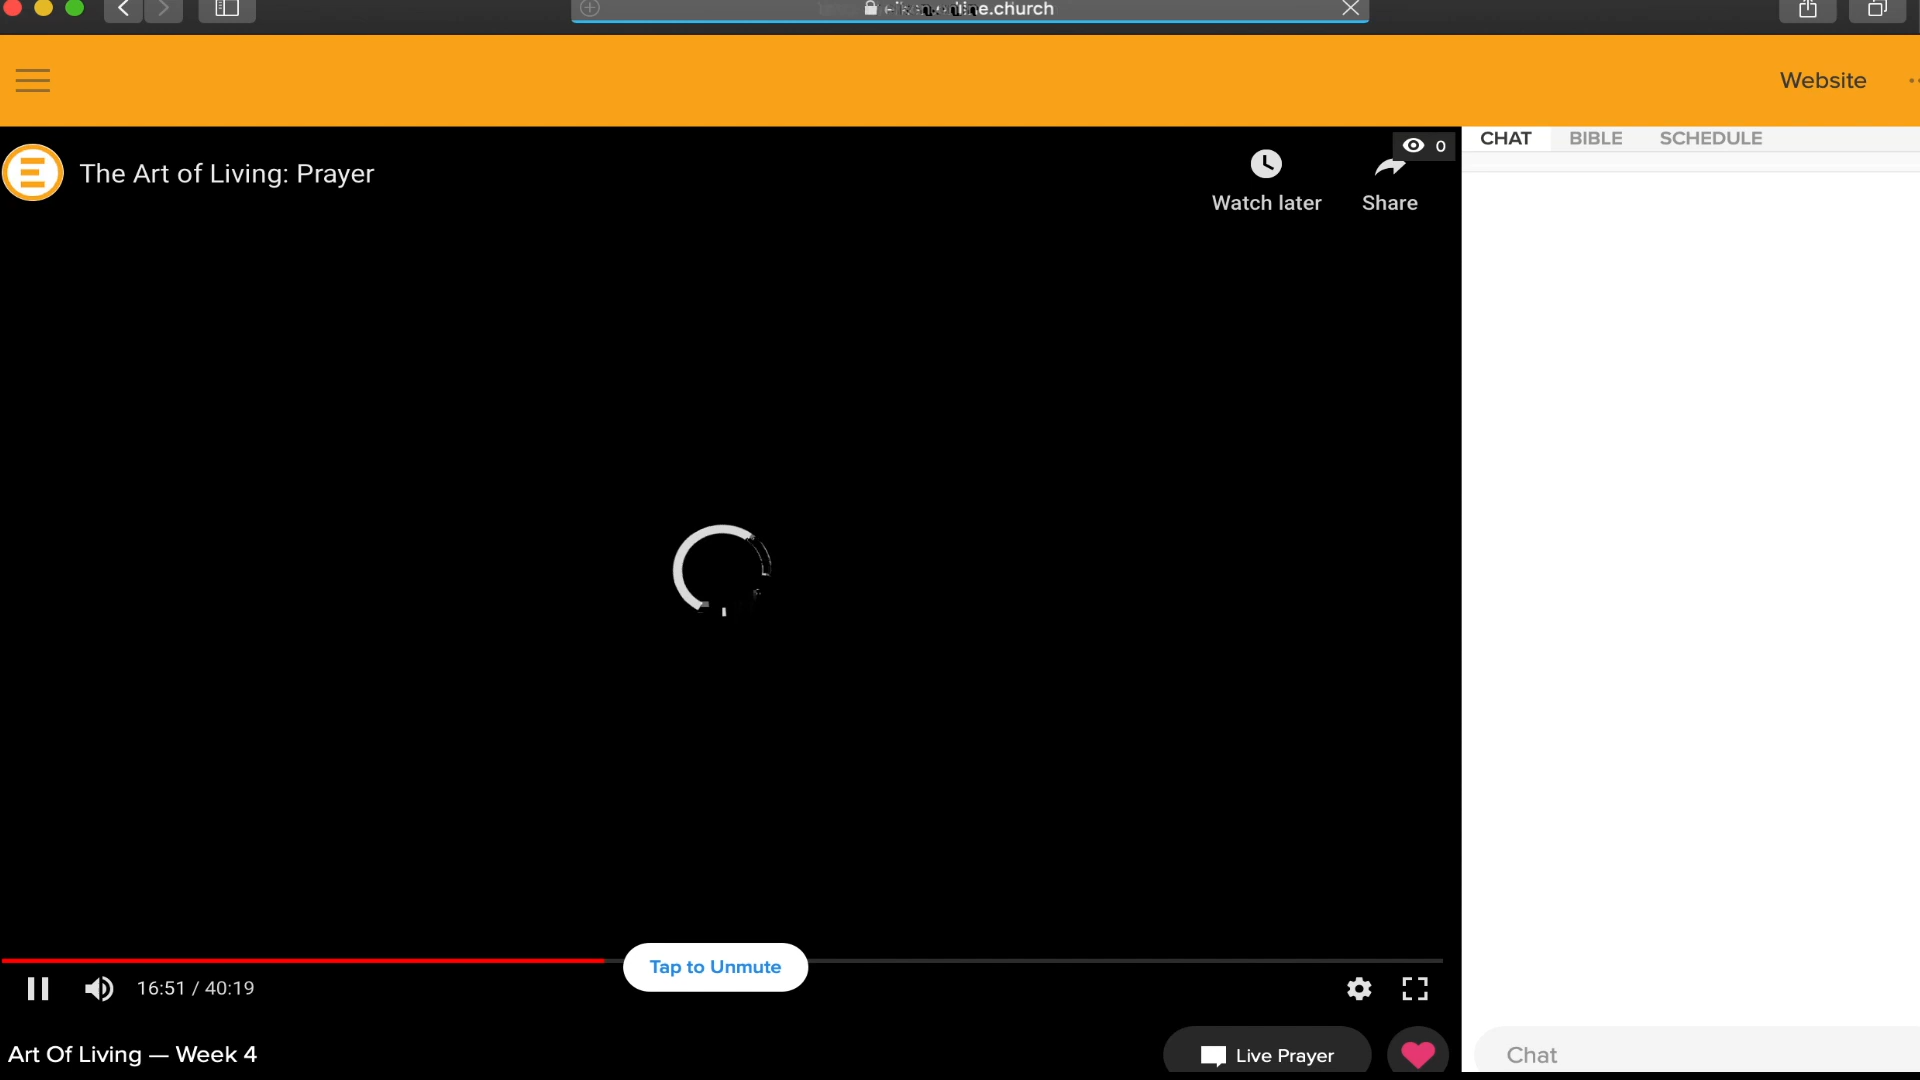 e.church
Website
CHAT BIBLE SCHEDULE
0
The Art of Living: Prayer
Watch later Share
Tap to Unmute
16:51 / 40:19
Art Of Living — Week 4
Live Prayer
Chat